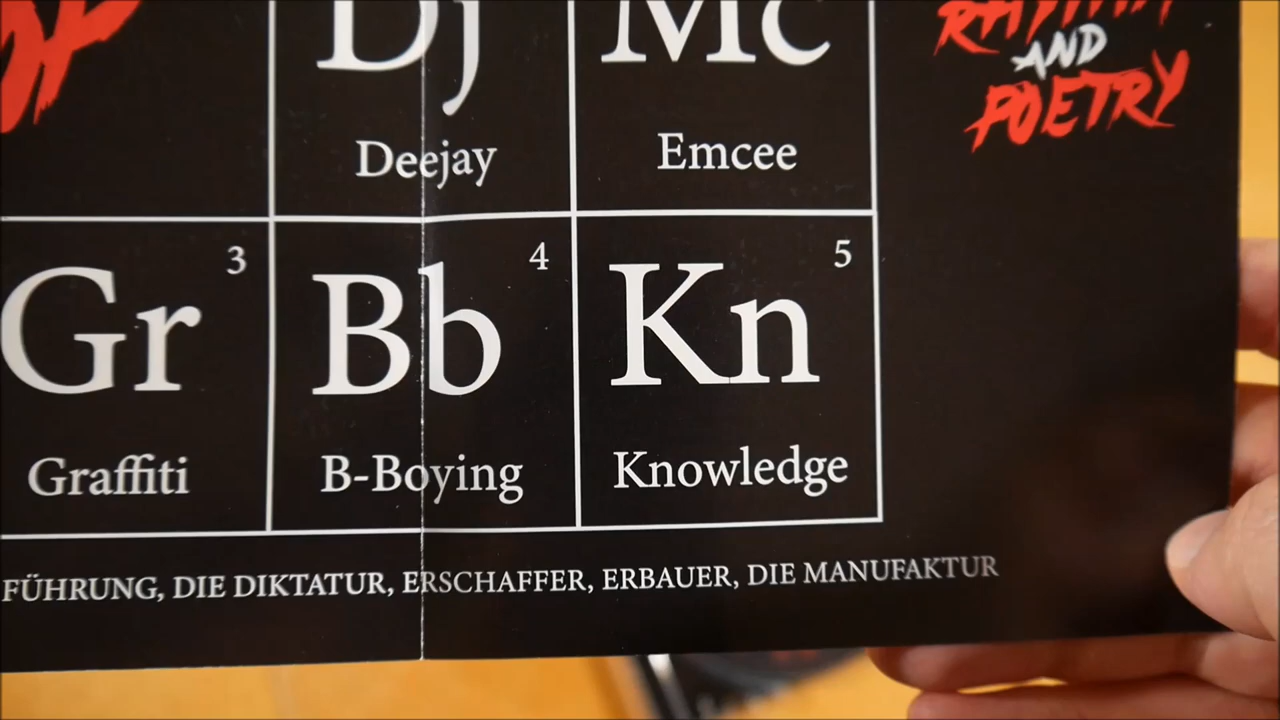 Dj
Mc
AND
POETRY
Deejay
Emcee
3
4
5
Gr
Bb
Kn
Graffiti
B-Boying
Knowledge
FÜHRUNG, DIE DIKTATUR, ERSCHAFFER, ERBAUER, DIE MANUFAKTUR